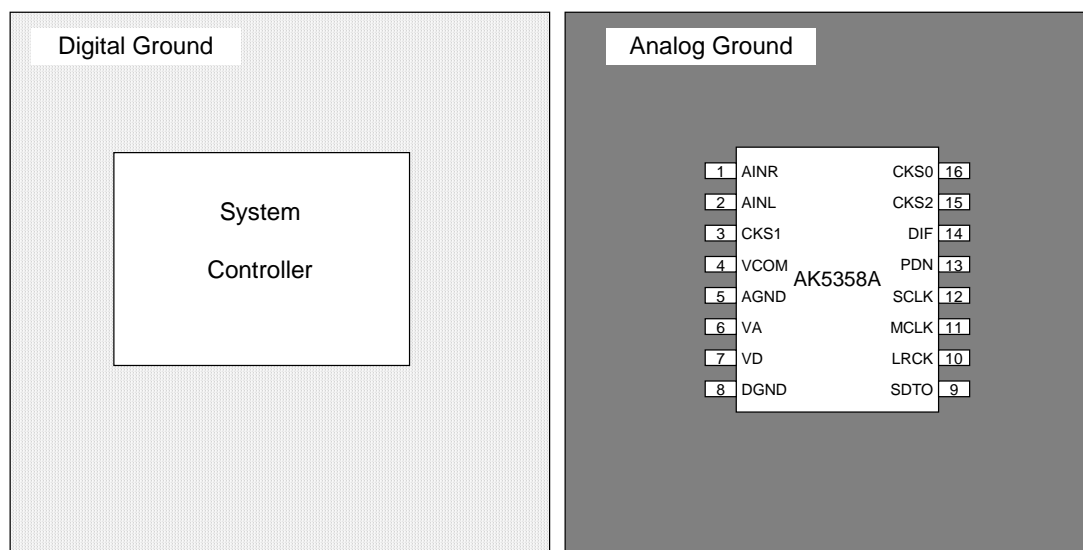 Digital Ground
System
Controller
Analog Ground
1 AINR
2 AINL
3 CKS1
4 VCOM
5 AGND
6 VA
7 VD
8 DGND
AK5358A
CKS0 16
CKS2 15
DIF 14
PDN 13
SCLK 12
MCLK 11
LRCK 10
SDTO 9